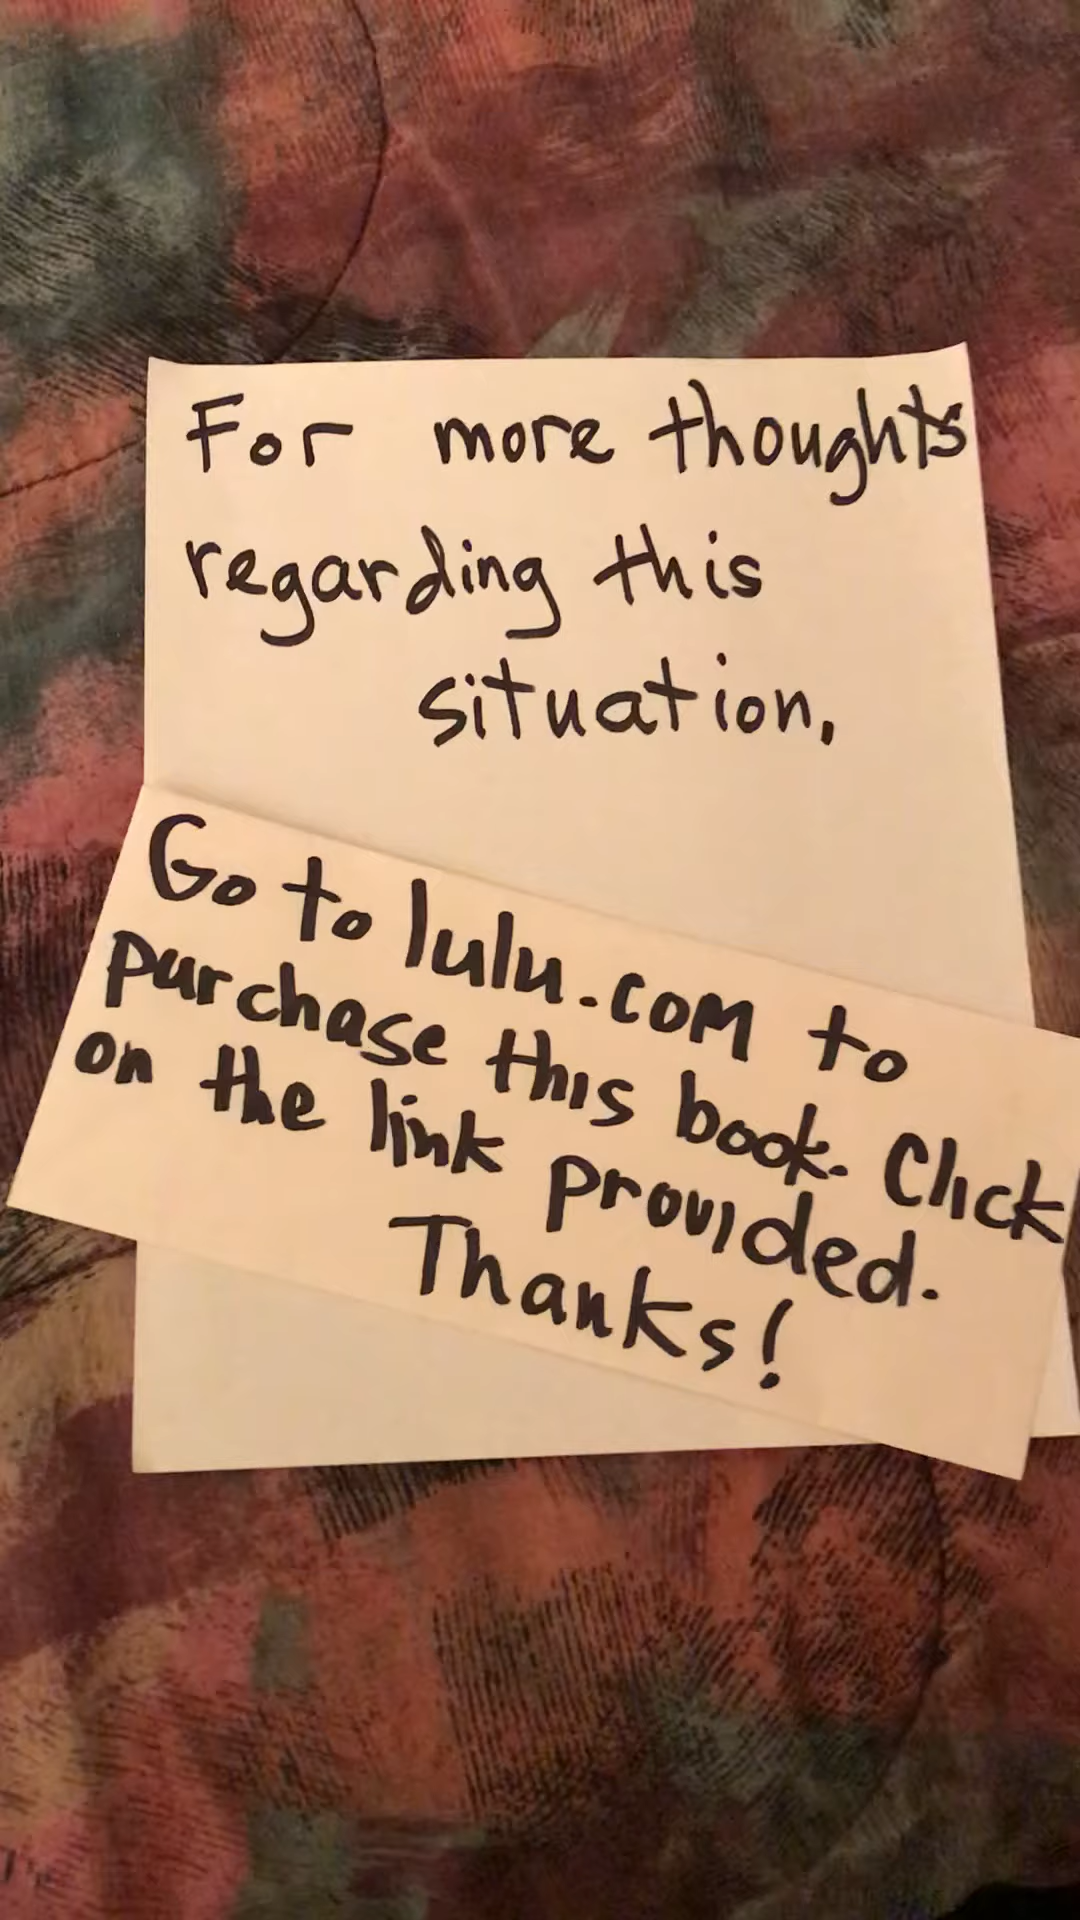 For more thoughts
regarding this
situation,
Go to lulu.com to
purchase this book. Click
on the link provided.
Thanks!